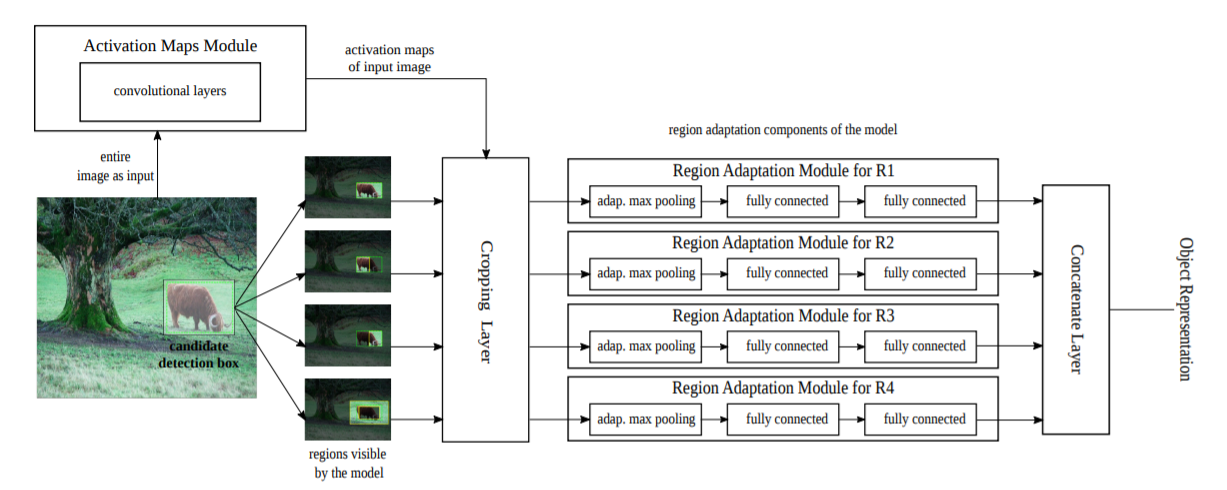 Activation Maps Module
convolutional layers
activation maps
of input image
entire
image as input
candidate
detection box
regions visible
by the model
Cropping Layer
region adaptation components of the model
Region Adaptation Module for R1
adap. max pooling
fully connected
fully connected
Region Adaptation Module for R2
adap. max pooling
fully connected
fully connected
Region Adaptation Module for R3
adap. max pooling
fully connected
fully connected
Region Adaptation Module for R4
adap. max pooling
fully connected
fully connected
Concatenate Layer
Object Representation